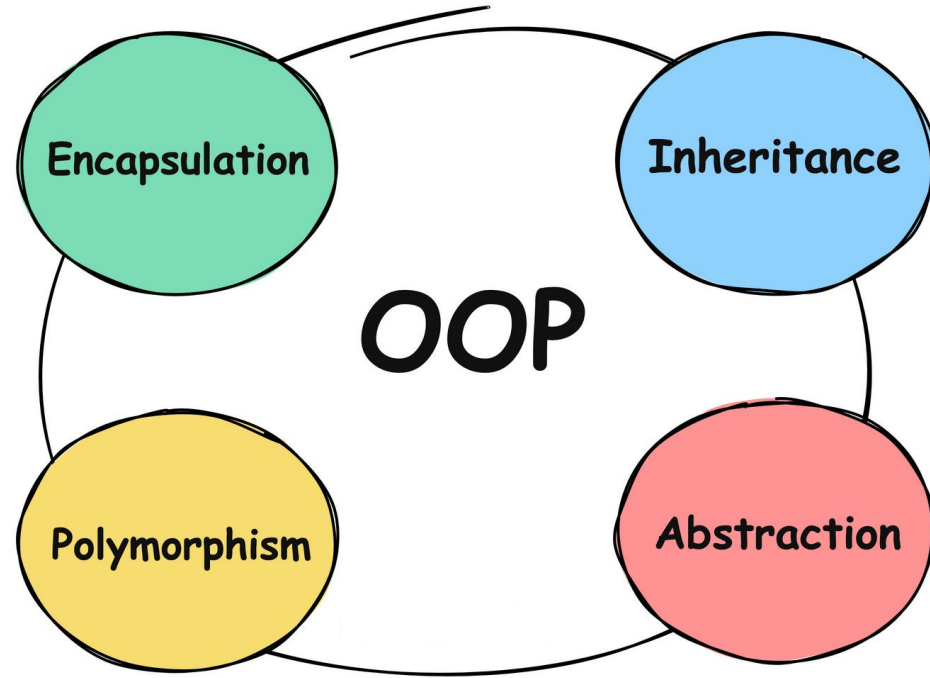 Encapsulation
Inheritance
OOP
Polymorphism
Abstraction